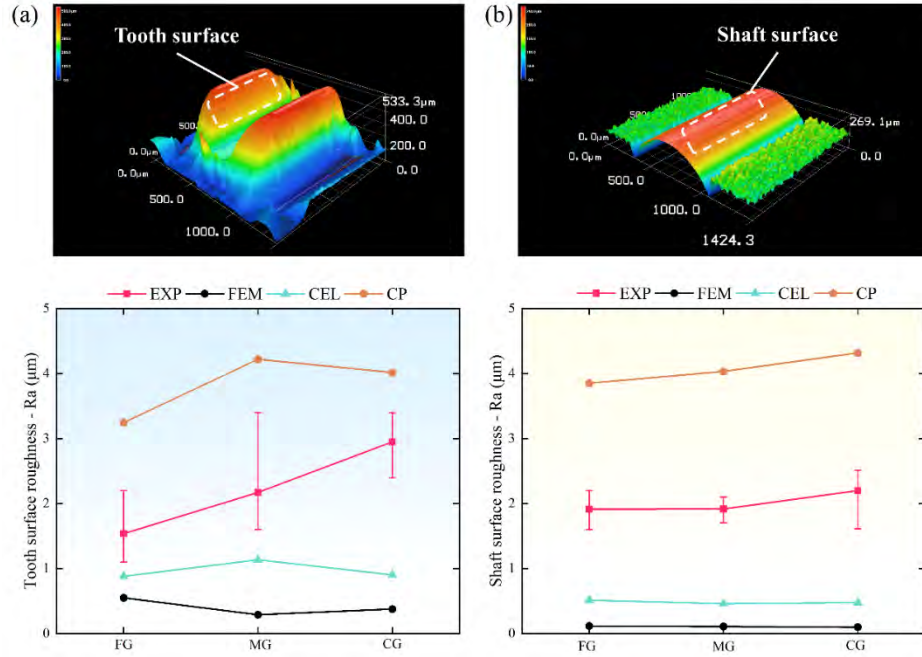 (a)
Tooth surface
533.3μm
400.0
200.0
0.0
0.0μm
0.0μm
500.0
1000.0
(b)
Shaft surface
269.1μm
0.0
0.0μm
0.0μm
500.0
1000.0
1424.3
EXP FEM CEL CP
Tooth surface roughness - Ra (μm)
5
4
3
2
1
0
FG MG CG
EXP FEM CEL CP
Shaft surface roughness - Ra (μm)
5
4
3
2
1
0
FG MG CG